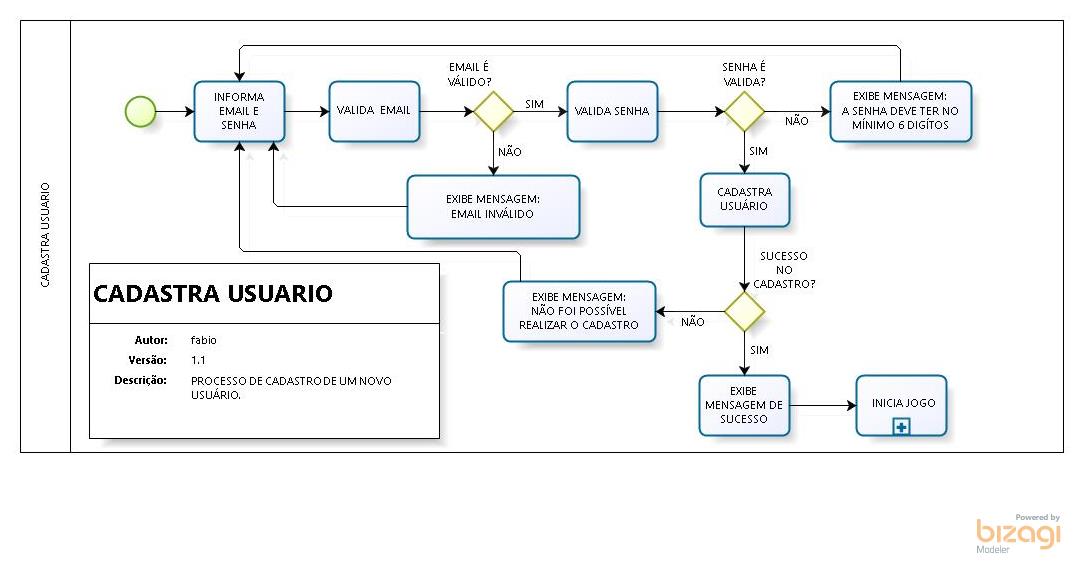 CADASTRA USUARIO
INFORMA
EMAIL E
SENHA
VALIDA EMAIL
EMAIL É
VÁLIDO?
SIM
NÃO
VALIDA SENHA
SENHA É
VALIDA?
NÃO
SIM
EXIBE MENSAGEM:
A SENHA DEVE TER NO
MÍNIMO 6 DIGÍTOS
EXIBE MENSAGEM:
EMAIL INVÁLIDO
CADASTRA
USUÁRIO
SUCESSO
NO
CADASTRO?
NÃO
SIM
EXIBE MENSAGEM:
NÃO FOI POSSÍVEL
REALIZAR O CADASTRO
EXIBE
MENSAGEM DE
SUCESSO
INICIA JOGO
CADASTRA USUARIO
Autor: fabio
Versão: 1.1
Descrição: PROCESSO DE CADASTRO DE UM NOVO
USUÁRIO.
Powered by
bizagi
Modeler